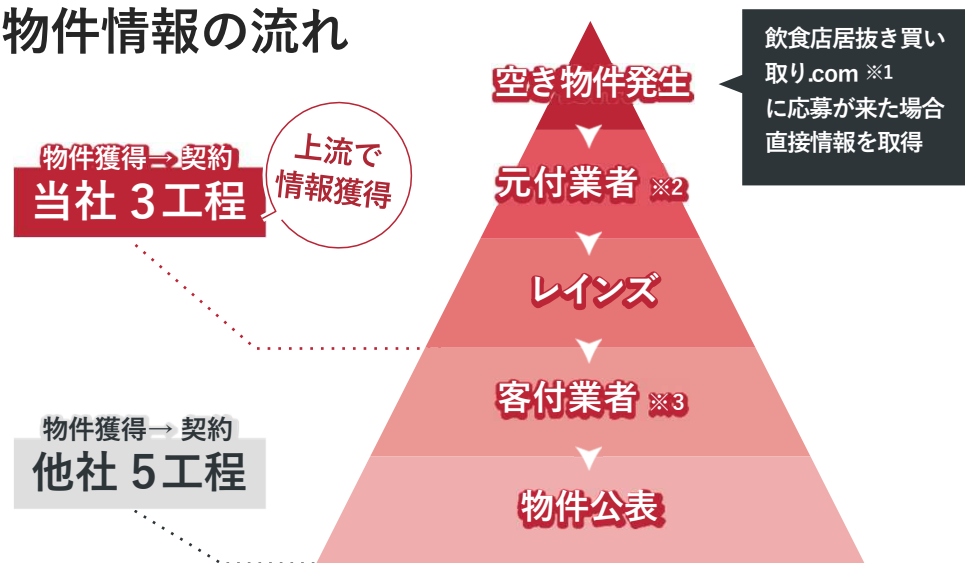 物件情報の流れ
空き物件発生
飲食店居抜き買い
取り.com ※1
に応募が来た場合
直接情報を取得
物件獲得→契約
当社 3工程
上流で
情報獲得
元付業者 ※2
レインズ
客付業者 ※3
物件獲得→契約
他社 5工程
物件公表